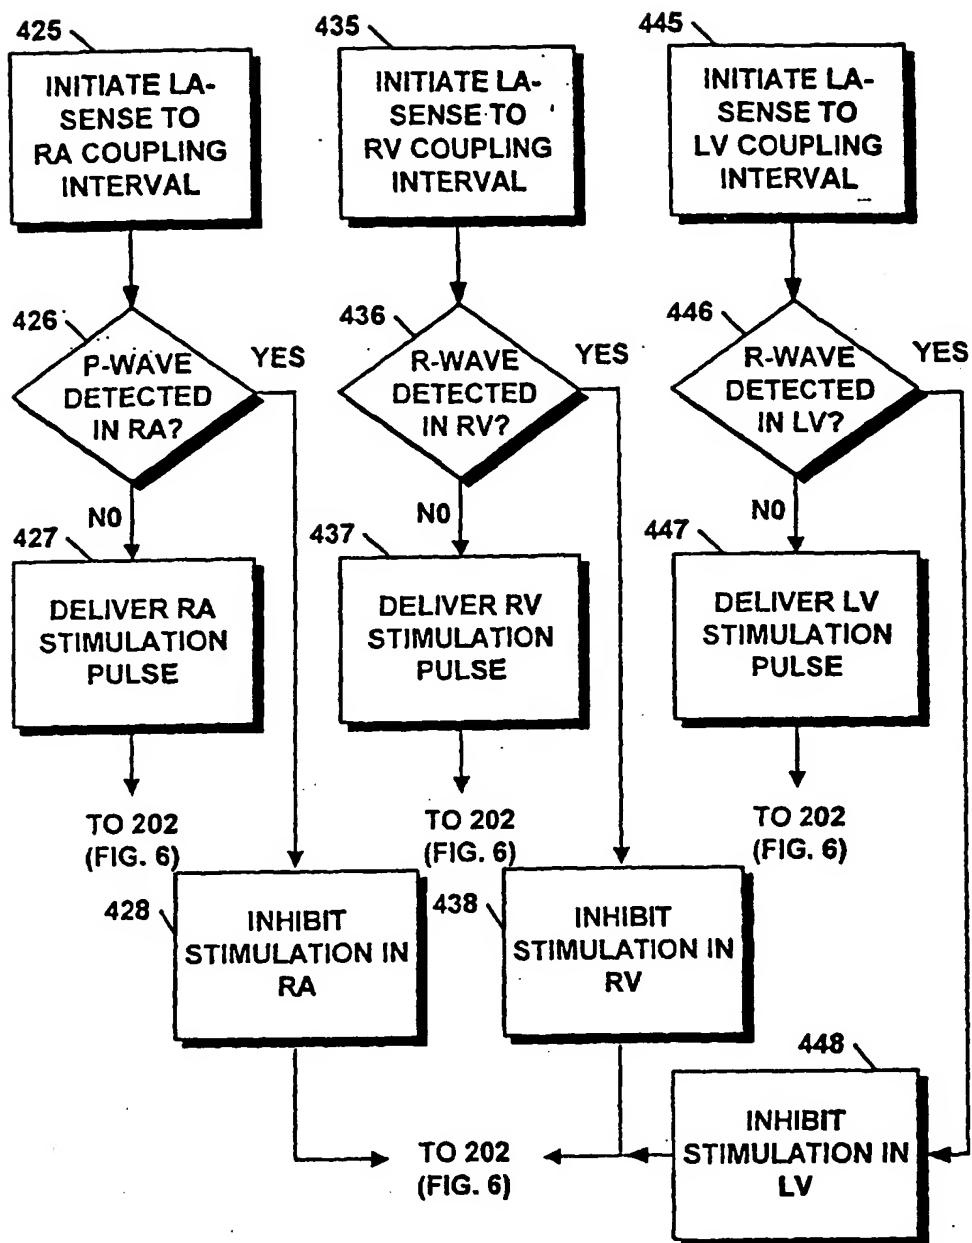 425
INITIATE LA-
SENSE TO
RA COUPLING
INTERVAL
435
INITIATE LA-
SENSE TO
RV COUPLING
INTERVAL
445
INITIATE LA-
SENSE TO
LV COUPLING
INTERVAL
426
P-WAVE
DETECTED
IN RA?
YES
NO
436
R-WAVE
DETECTED
IN RV?
YES
NO
446
R-WAVE
DETECTED
IN LV?
YES
NO
427
DELIVER RA
STIMULATION
PULSE
437
DELIVER RV
STIMULATION
PULSE
447
DELIVER LV
STIMULATION
PULSE
TO 202
(FIG. 6)
TO 202
(FIG. 6)
TO 202
(FIG. 6)
428
INHIBIT
STIMULATION IN
RA
438
INHIBIT
STIMULATION IN
RV
448
INHIBIT
STIMULATION IN
LV
TO 202
(FIG. 6)